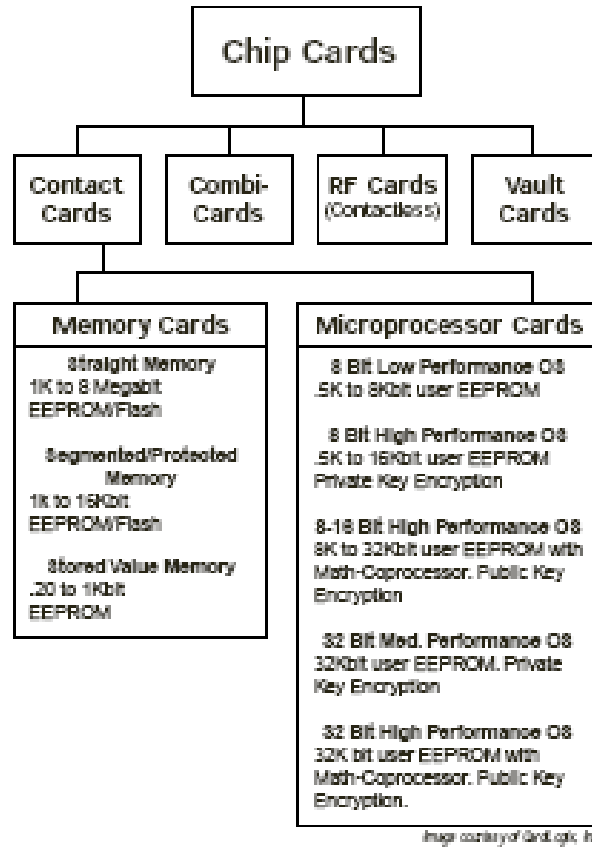 Chip Cards
Contact
Cards
Combi-
Cards
RF Cards
(Contactless)
Vault
Cards
Memory Cards
Straight Memory
1K to 8 Megabit
EEPROM/Flash
Segmented/Protected
Memory
1K to 16Kbit
EEPROM/Flash
Stored Value Memory
.20 to 1Kbit
EEPROM
Microprocessor Cards
8 Bit Low Performance OS
.5K to 8Kbit user EEPROM
8 Bit High Performance OS
.5K to 16Kbit user EEPROM
Private Key Encryption
8-16 Bit High Performance OS
8K to 32Kbit user EEPROM with
Math-Coprocessor. Public Key
Encryption
32 Bit Med. Performance OS
32Kbit user EEPROM. Private
Key Encryption
32 Bit High Performance OS
32K bit user EEPROM with
Math-Coprocessor. Public Key
Encryption.
Image courtesy of CardLogix,